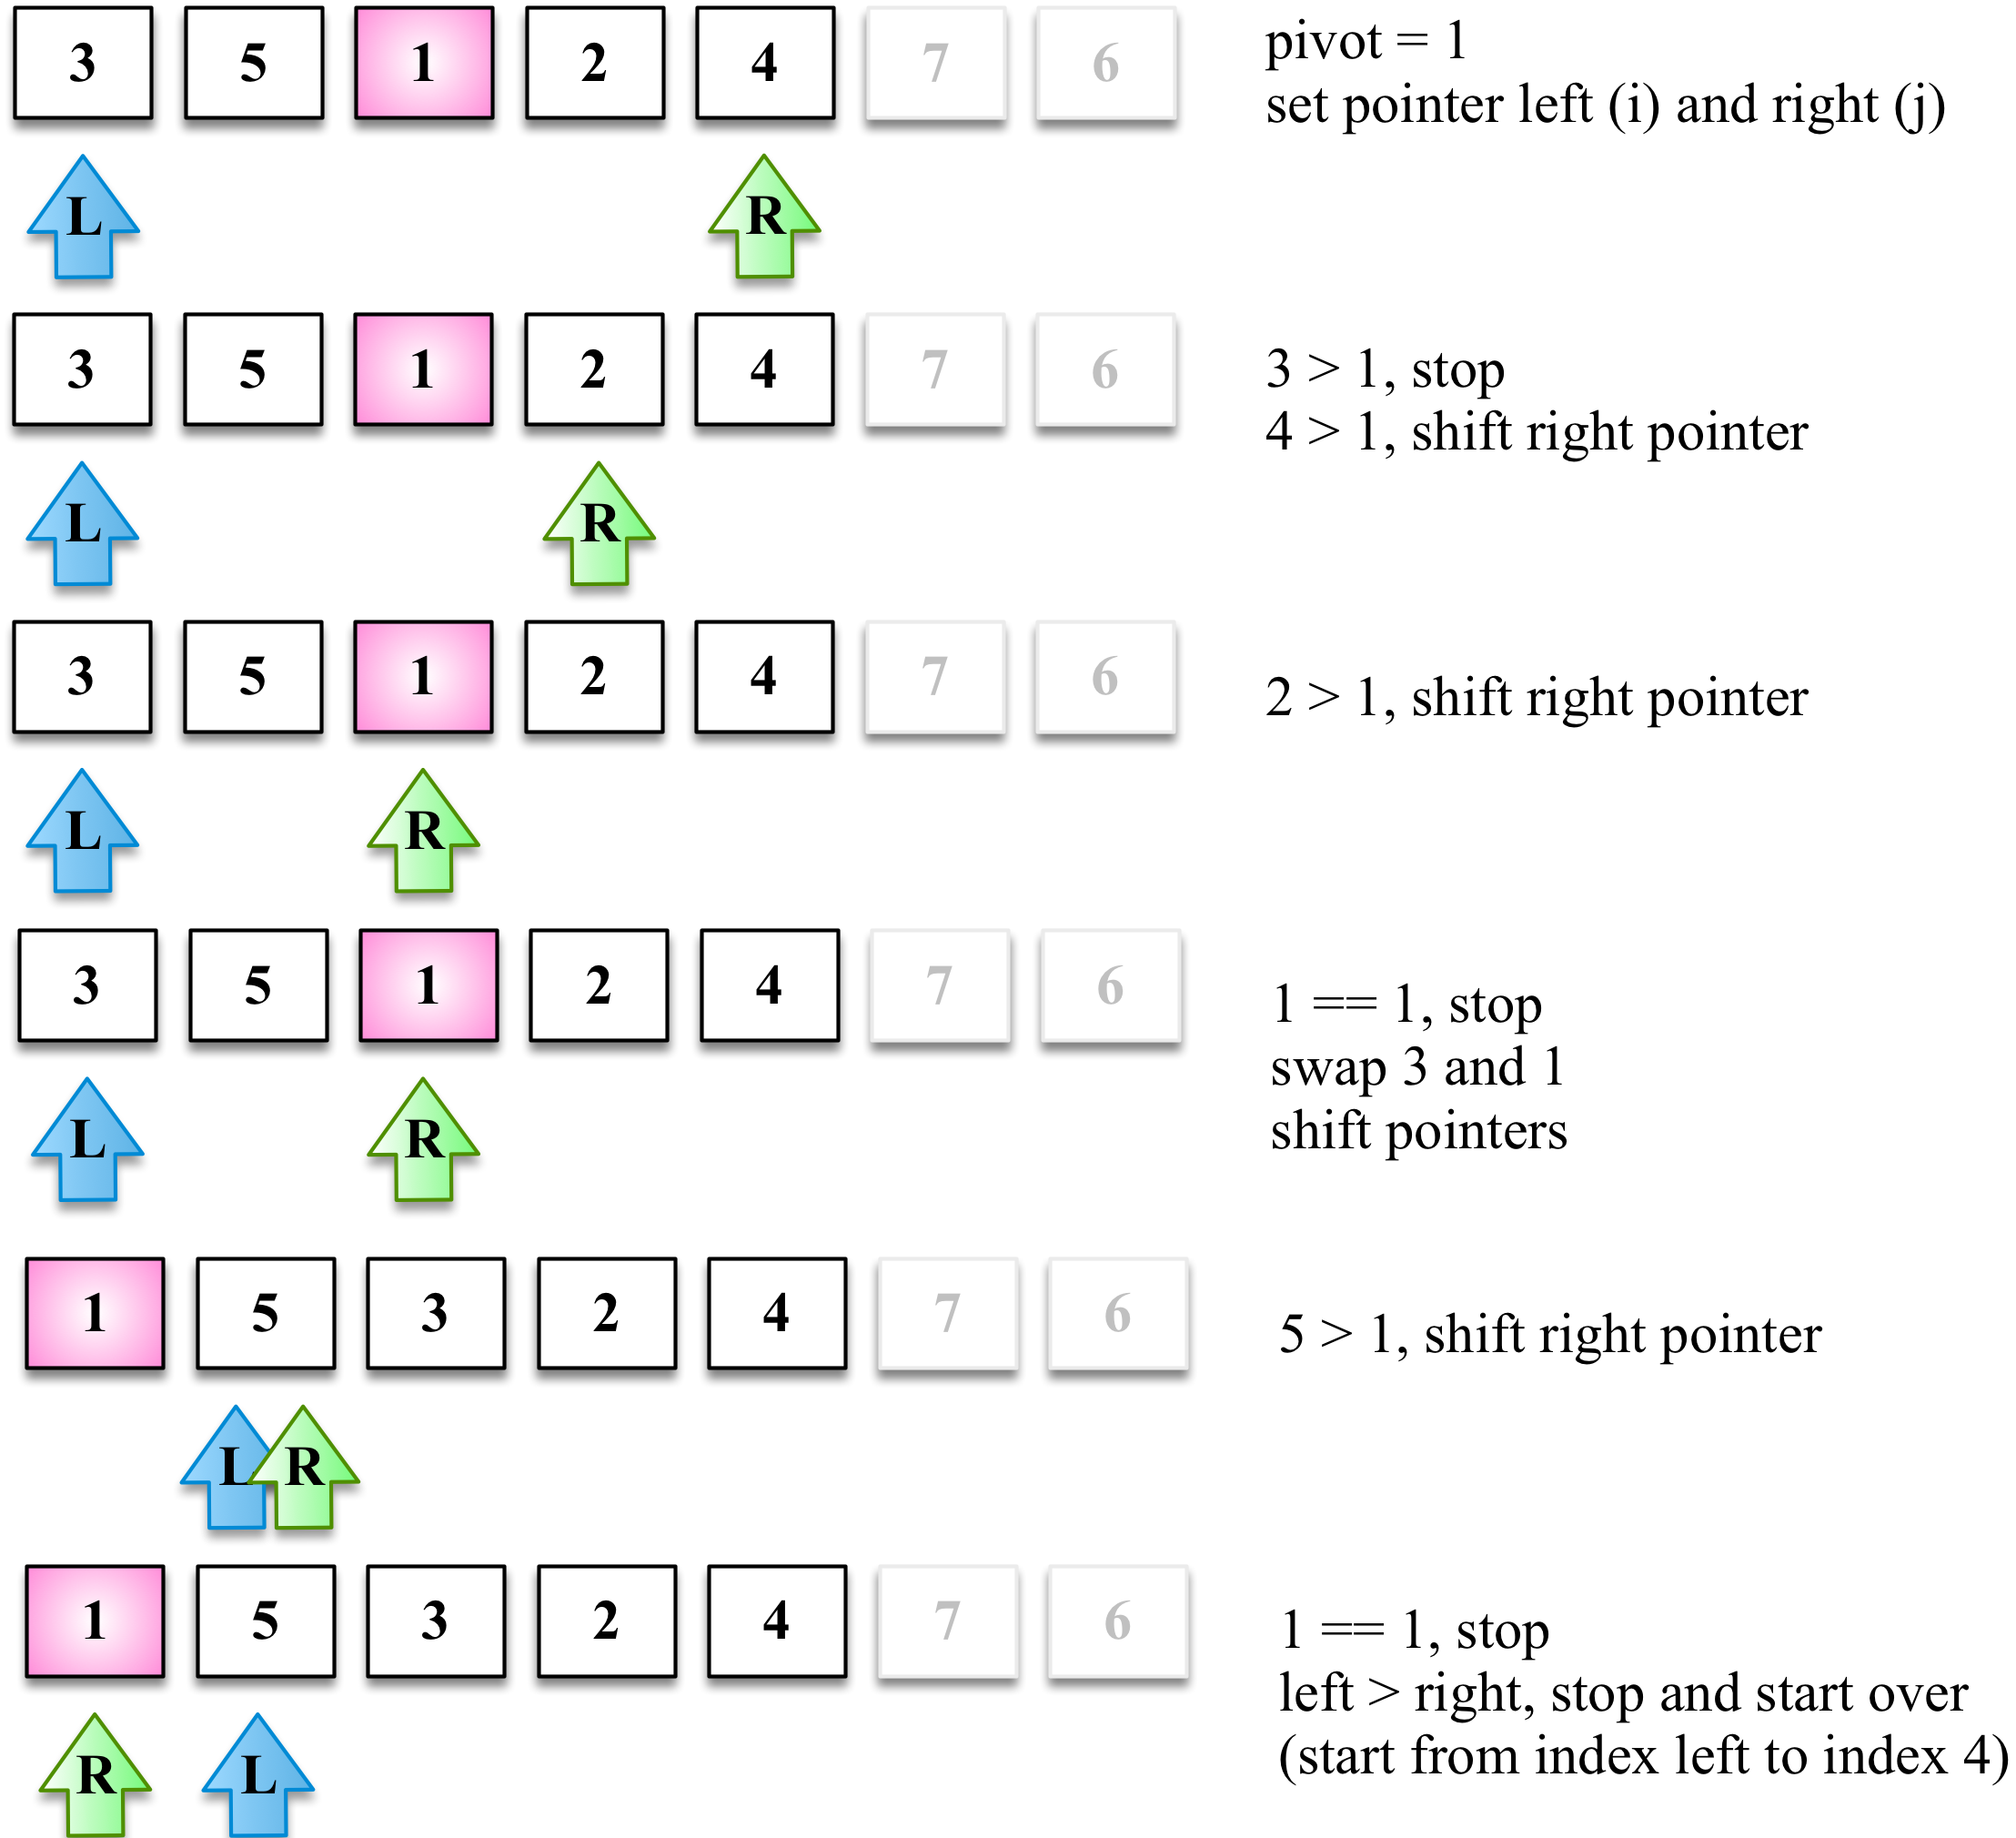 3 5 1 2 4 7 6
pivot = 1
set pointer left (i) and right (j)
L R
3 5 1 2 4 7 6
3 > 1, stop
4 > 1, shift right pointer
L R
3 5 1 2 4 7 6
2 > 1, shift right pointer
L R
3 5 1 2 4 7 6
1 == 1, stop
swap 3 and 1
shift pointers
L R
1 5 3 2 4 7 6
5 > 1, shift right pointer
L R
1 5 3 2 4 7 6
1 == 1, stop
left > right, stop and start over
(start from index left to index 4)
R L